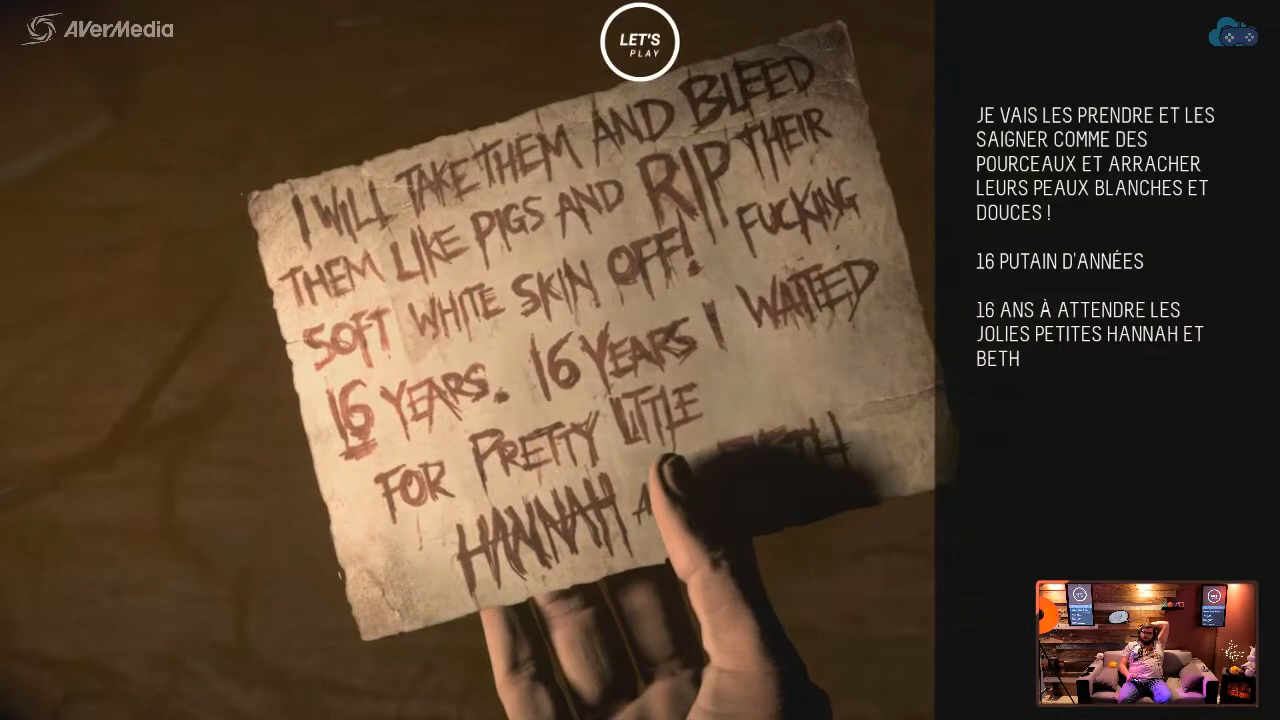 AVerMedia
LET'S
PLAY
I WILL TAKE THEM AND BLEED
THEM LIKE PIGS AND RIP THEIR
SOFT WHITE SKIN OFF! FUCKING
16 YEARS. 16 YEARS I WAITED
FOR PRETTY LITTLE
HANNAH
JE VAIS LES PRENDRE ET LES
SAIGNER COMME DES
POURCEAUX ET ARRACHER
LEURS PEAUX BLANCHES ET
DOUCES !
16 PUTAIN D'ANNÉES
16 ANS À ATTENDRE LES
JOLIES PETITES HANNAH ET
BETH